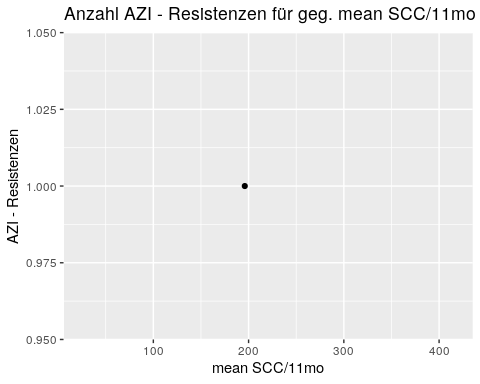 Anzahl AZI - Resistenzen für geg. mean SCC/11mo
1.050
1.025
1.000
0.975
0.950
AZI - Resistenzen
100 200 300 400
mean SCC/11mo